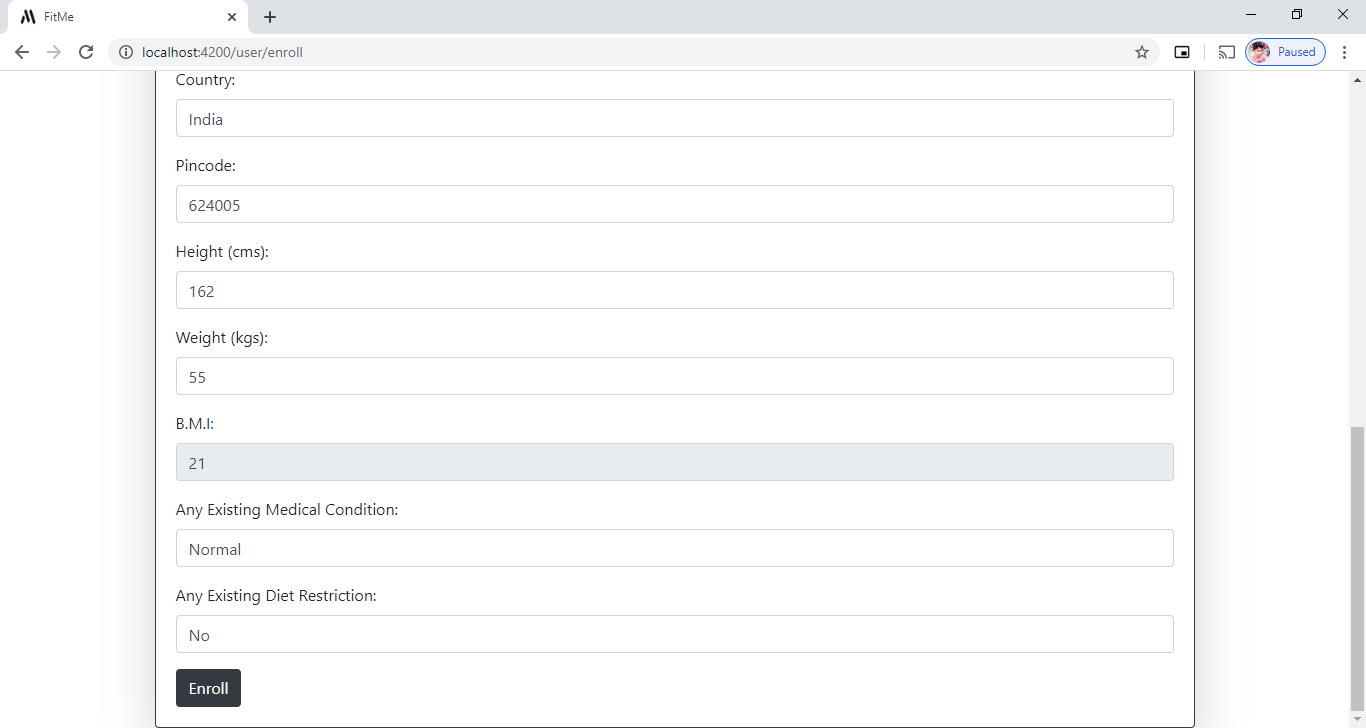 FitMe
localhost:4200/user/enroll
Paused
Country:
India
Pincode:
624005
Height (cms):
162
Weight (kgs):
55
B.M.I:
21
Any Existing Medical Condition:
Normal
Any Existing Diet Restriction:
No
Enroll